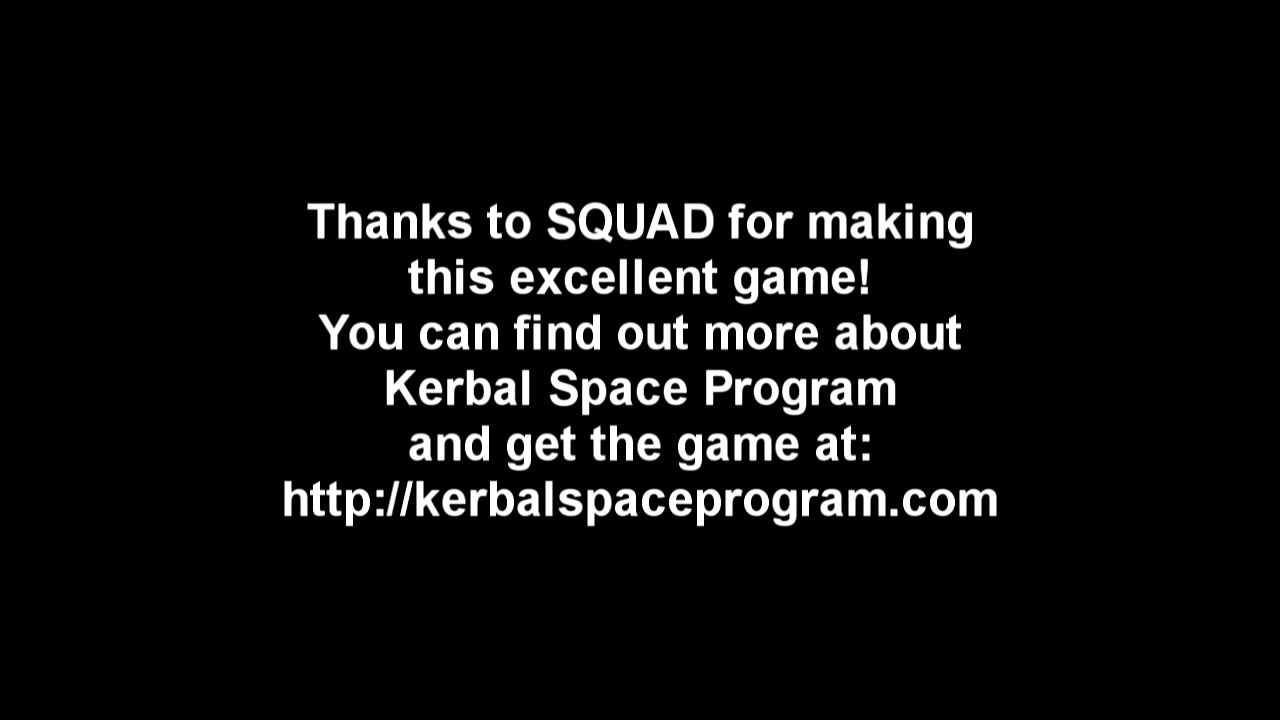 Thanks to SQUAD for making
this excellent game!
You can find out more about
Kerbal Space Program
and get the game at:
http://kerbalspaceprogram.com